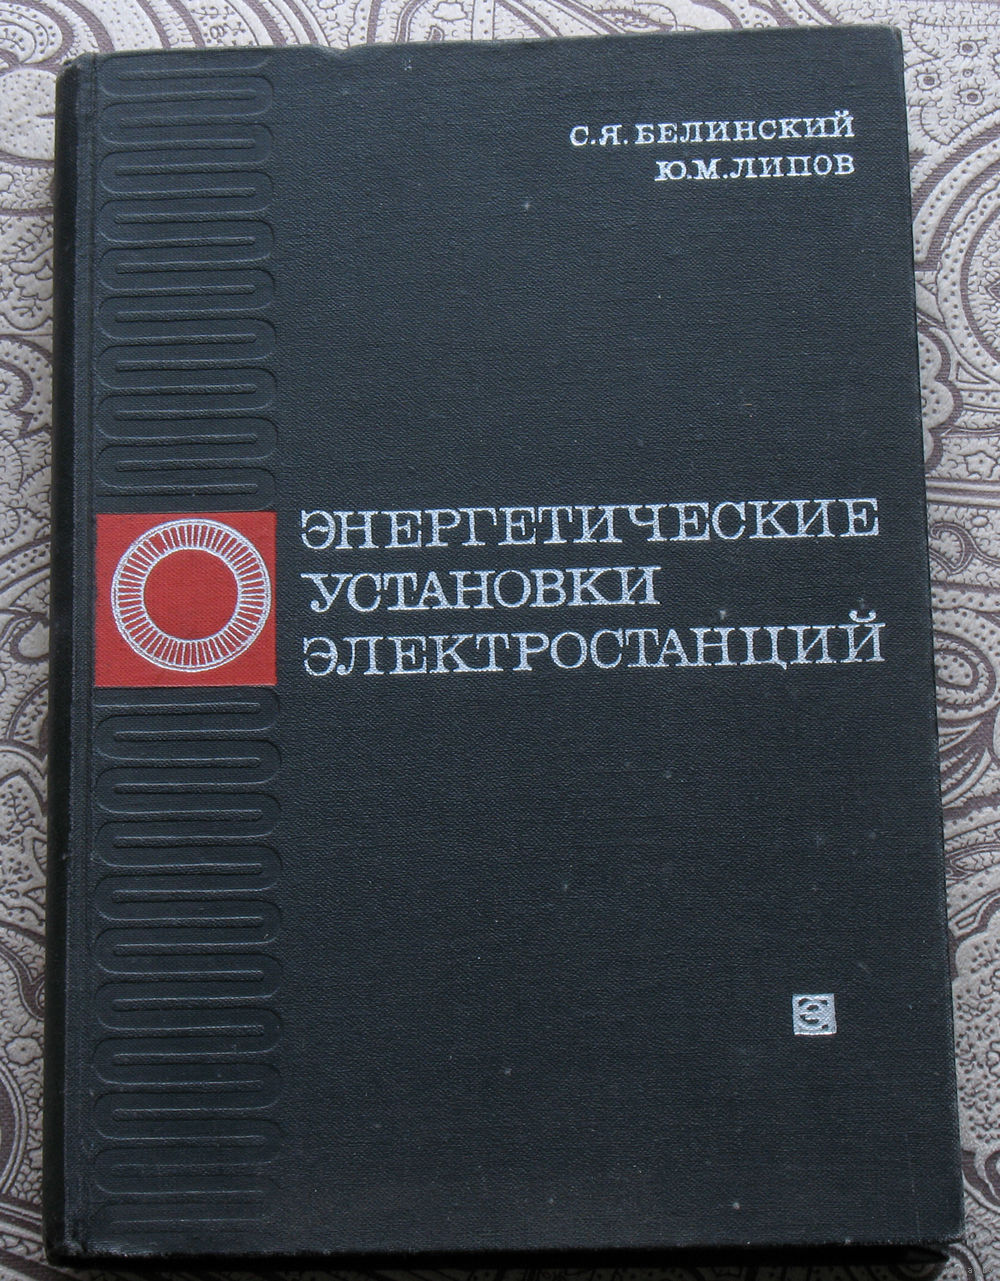 С.Я.БЕЛИНСКИЙ
Ю.М.ЛИПОВ
ЭНЕРГЕТИЧЕСКИЕ
УСТАНОВКИ
ЭЛЕКТРОСТАНЦИЙ
Э